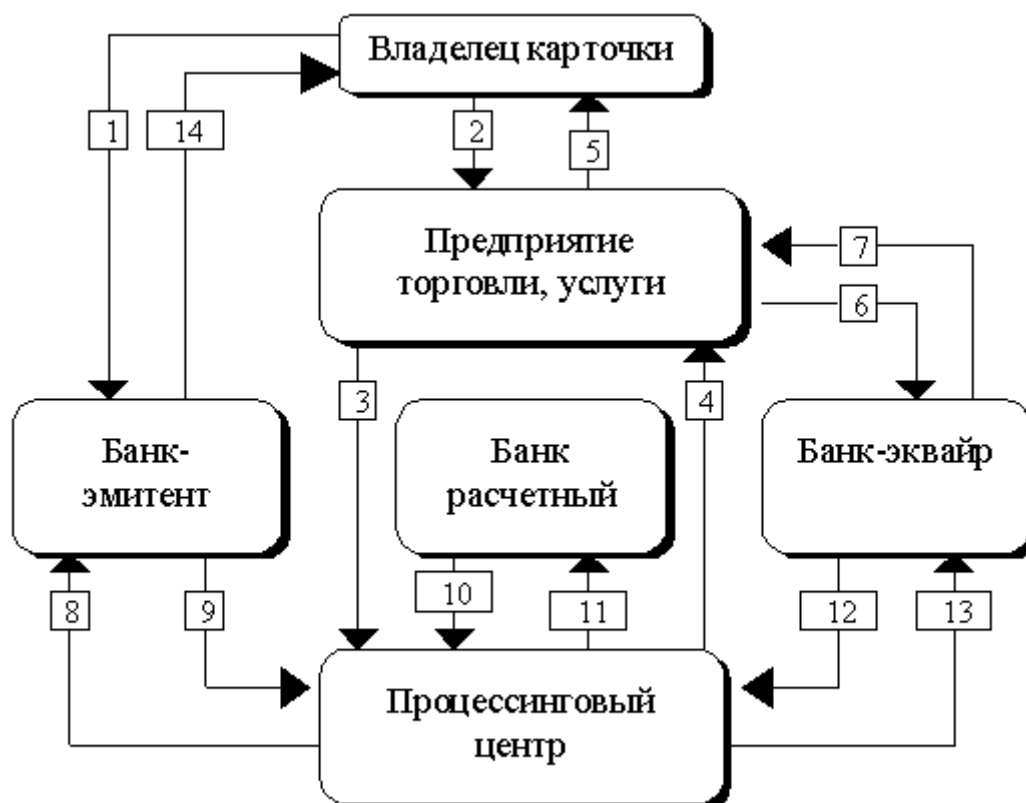 Владелец карточки
1
14
2
5
Предприятие
торговли, услуги
7
6
3
4
Банк-
эмитент
Банк
расчетный
Банк-эквайр
8
9
10
11
12
13
Процессинговый
центр